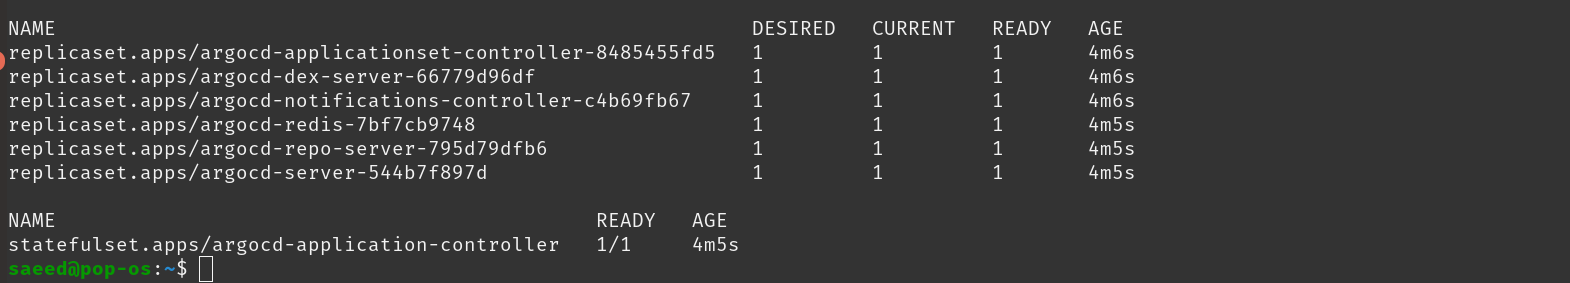 NAME DESIRED CURRENT READY AGE
replicaset.apps/argocd-applicationset-controller-8485455fd5 1 1 1 4m6s
replicaset.apps/argocd-dex-server-66779d96df 1 1 1 4m6s
replicaset.apps/argocd-notifications-controller-c4b69fb67 1 1 1 4m6s
replicaset.apps/argocd-redis-7bf7cb9748 1 1 1 4m5s
replicaset.apps/argocd-repo-server-795d79dfb6 1 1 1 4m5s
replicaset.apps/argocd-server-544b7f897d 1 1 1 4m5s
NAME READY AGE
statefulset.apps/argocd-application-controller 1/1 4m5s
saeed@pop-os:~$